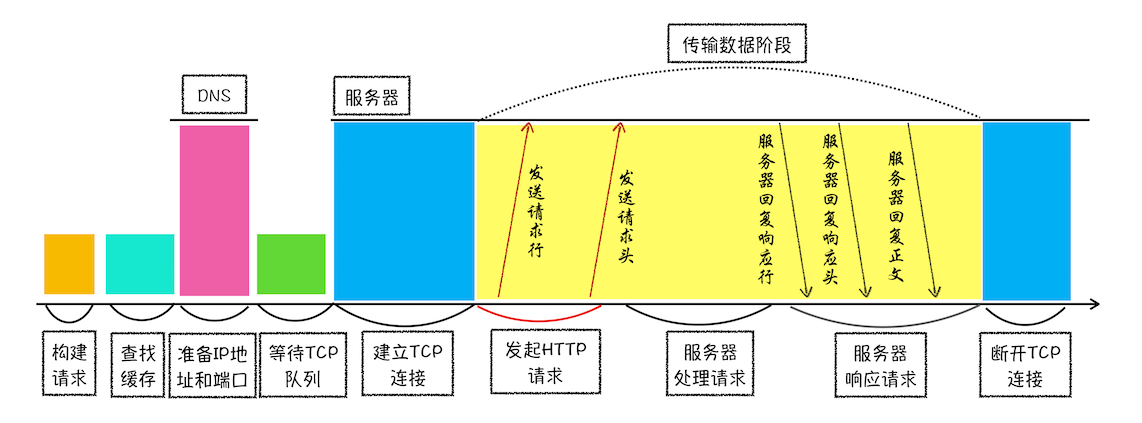 传输数据阶段
DNS
服务器
发送请求行
发送请求头
服务器回复响应行
服务器回复响应头
服务器回复正文
构建
请求
查找
缓存
准备IP地
址和端口
等待TCP
队列
建立TCP
连接
发起HTTP
请求
服务器
处理请求
服务器
响应请求
断开TCP
连接